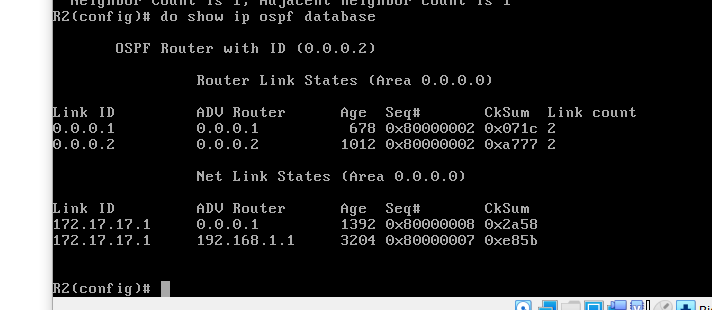 Neighbor Count is 1, Adjacent neighbor count is 1
R2(config)# do show ip ospf database
OSPF Router with ID (0.0.0.2)
Router Link States (Area 0.0.0.0)
Link ID ADV Router Age Seq# CkSum Link count
0.0.0.1 0.0.0.1 678 0x80000002 0x071c 2
0.0.0.2 0.0.0.2 1012 0x80000002 0xa777 2
Net Link States (Area 0.0.0.0)
Link ID ADV Router Age Seq# CkSum
172.17.17.1 0.0.0.1 1392 0x80000008 0x2a58
172.17.17.1 192.168.1.1 3204 0x80000007 0xe85b
R2(config)#